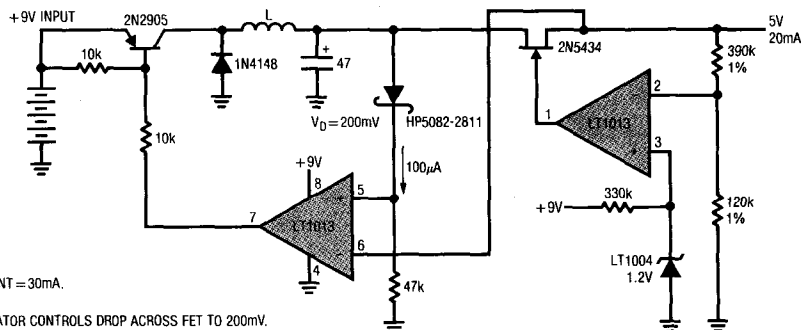 +9V INPUT
2N2905
L
10k
1N4148
+
47
2N5434
5V
20mA
390k
1%
1
2
LT1013
3
V_D = 200mV
HP5082-2811
10k
100µA
+9V
8
5
7
LT1013
6
4
47k
330k
+9V
120k
1%
LT1004
1.2V
NT = 30mA.
ATOR CONTROLS DROP ACROSS FET TO 200mV.